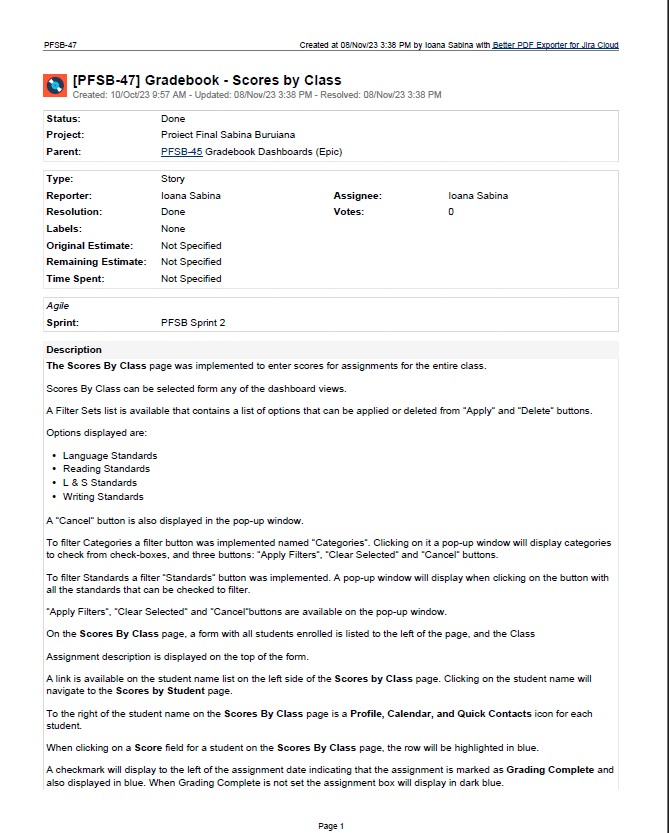 PFSB-47 Created at 08/Nov/23 3:38 PM by Ioana Sabina with Better PDF Exporter for Jira Cloud
[PFSB-47] Gradebook - Scores by Class
Created: 10/Oct/23 9:57 AM - Updated: 08/Nov/23 3:38 PM - Resolved: 08/Nov/23 3:38 PM
Status: Done
Project: Proiect Final Sabina Buruiana
Parent: PFSB-45 Gradebook Dashboards (Epic)
Type: Story
Reporter: Ioana Sabina Assignee: Ioana Sabina
Resolution: Done Votes: 0
Labels: None
Original Estimate: Not Specified
Remaining Estimate: Not Specified
Time Spent: Not Specified
Agile
Sprint: PFSB Sprint 2
Description
The Scores By Class page was implemented to enter scores for assignments for the entire class.
Scores By Class can be selected form any of the dashboard views.
A Filter Sets list is available that contains a list of options that can be applied or deleted from "Apply" and "Delete" buttons.
Options displayed are:
• Language Standards
• Reading Standards
• L & S Standards
• Writing Standards
A "Cancel" button is also displayed in the pop-up window.
To filter Categories a filter button was implemented named "Categories". Clicking on it a pop-up window will display categories
to check from check-boxes, and three buttons: "Apply Filters", "Clear Selected" and "Cancel" buttons.
To filter Standards a filter "Standards" button was implemented. A pop-up window will display when clicking on the button with
all the standards that can be checked to filter.
"Apply Filters", "Clear Selected" and "Cancel"buttons are available on the pop-up window.
On the Scores By Class page, a form with all students enrolled is listed to the left of the page, and the Class
Assignment description is displayed on the top of the form.
A link is available on the student name list on the left side of the Scores by Class page. Clicking on the student name will
navigate to the Scores by Student page.
To the right of the student name on the Scores By Class page is a Profile, Calendar, and Quick Contacts icon for each
student.
When clicking on a Score field for a student on the Scores By Class page, the row will be highlighted in blue.
A checkmark will display to the left of the assignment date indicating that the assignment is marked as Grading Complete and
also displayed in blue. When Grading Complete is not set the assignment box will display in dark blue.
Page 1